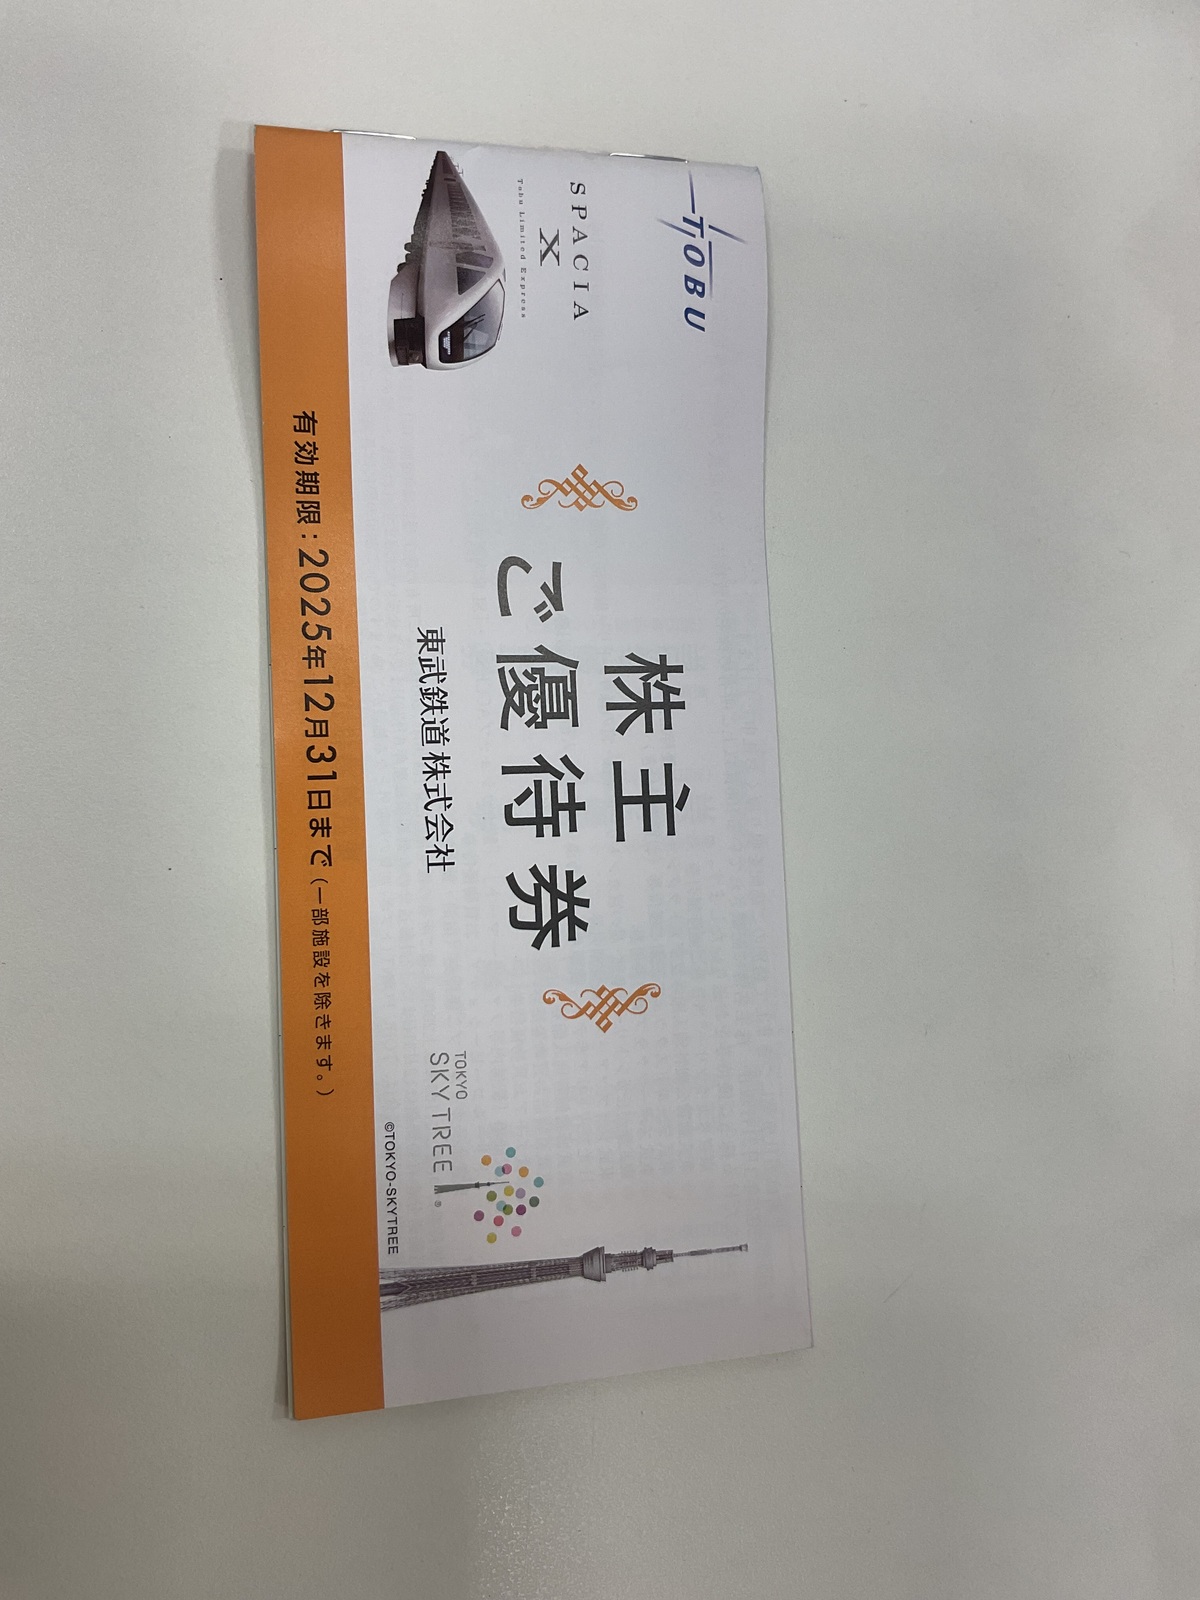 TOBU
SPACIA
X
Tobu Limited Express
株主
ご優待券
東武鉄道株式会社
TOKYO
SKYTREE®
©TOKYO-SKYTREE
有効期限：2025年12月31日まで（一部施設を除きます。）